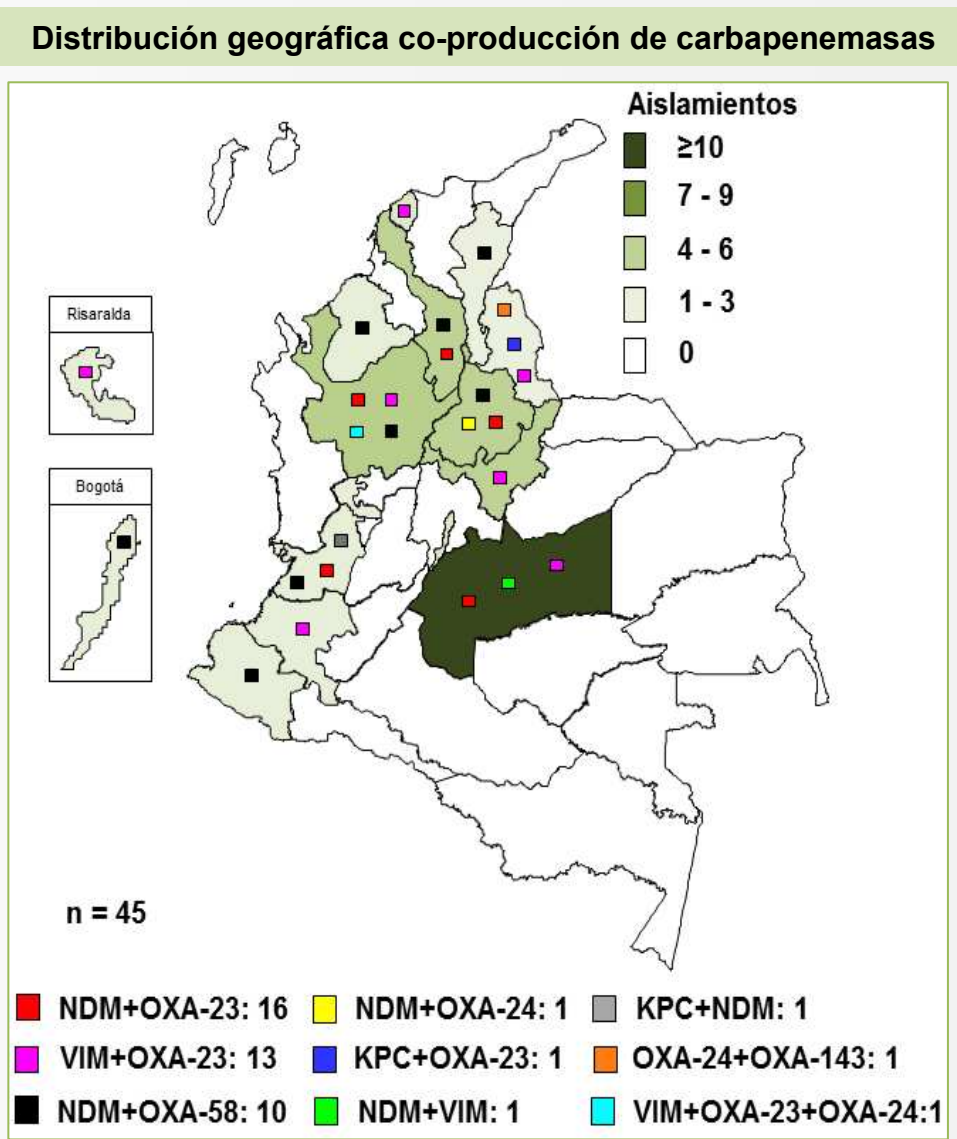 Distribución geográfica co-producción de carbapenemasas
Aislamientos
≥10
7 - 9
4 - 6
1 - 3
0
Risaralda
Bogotá
n = 45
NDM+OXA-23: 16 NDM+OXA-24: 1 KPC+NDM: 1
VIM+OXA-23: 13 KPC+OXA-23: 1 OXA-24+OXA-143: 1
NDM+OXA-58: 10 NDM+VIM: 1 VIM+OXA-23+OXA-24:1